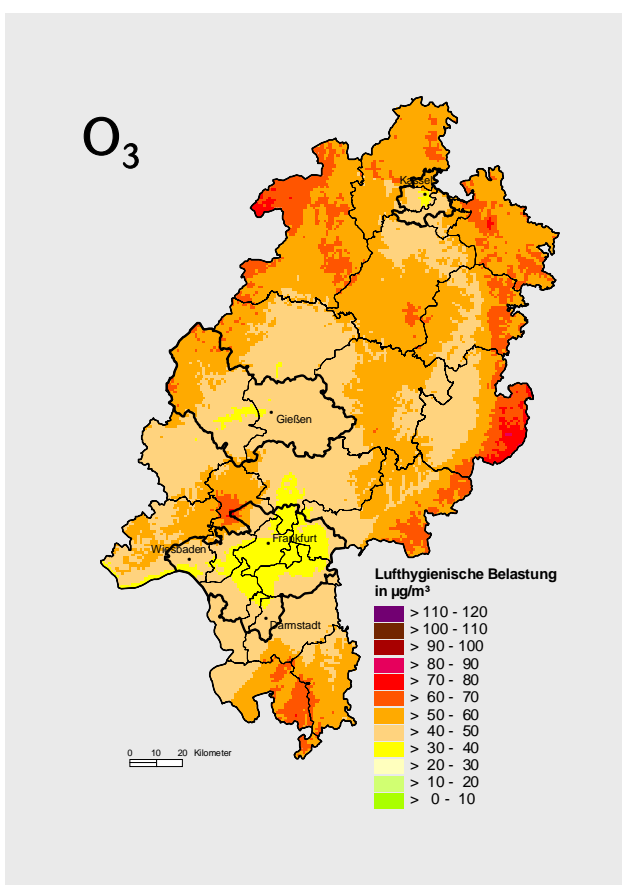 O₃
Kassel
Gießen
Frankfurt
Wiesbaden
Darmstadt
Lufthygienische Belastung
in µg/m³
> 110 - 120
> 100 - 110
> 90 - 100
> 80 - 90
> 70 - 80
> 60 - 70
> 50 - 60
> 40 - 50
> 30 - 40
> 20 - 30
> 10 - 20
> 0 - 10
0 10 20 Kilometer